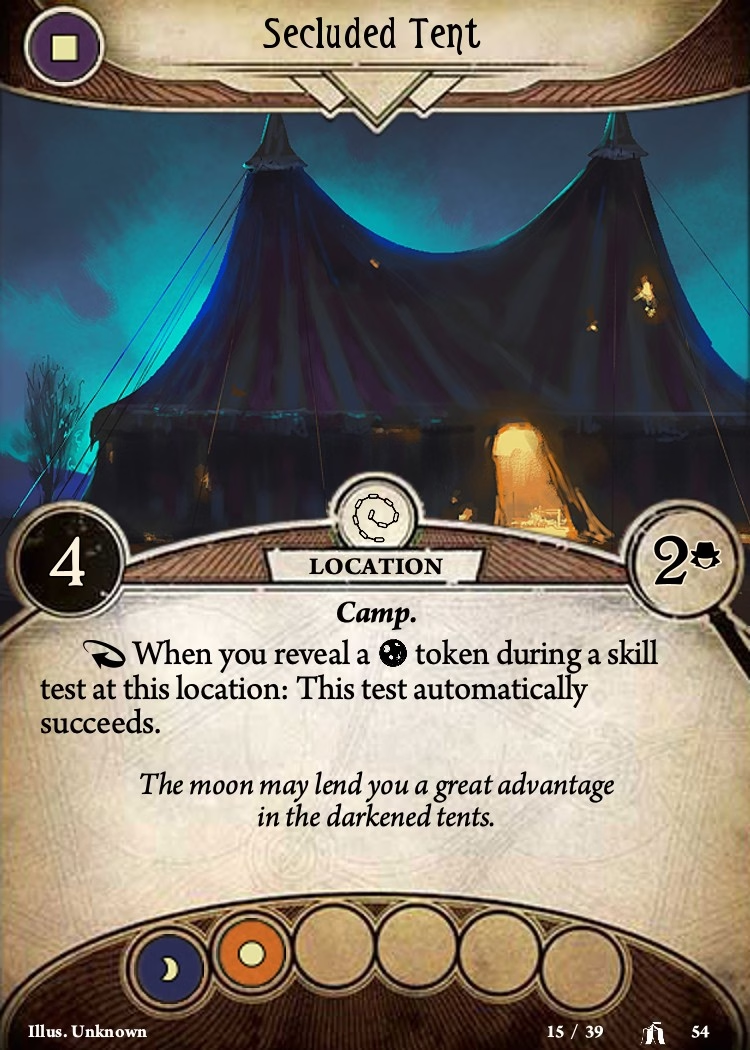 Secluded Tent
4
LOCATION
2
Camp.
When you reveal a token during a skill
test at this location: This test automatically
succeeds.
The moon may lend you a great advantage
in the darkened tents.
Illus. Unknown
15 / 39
54